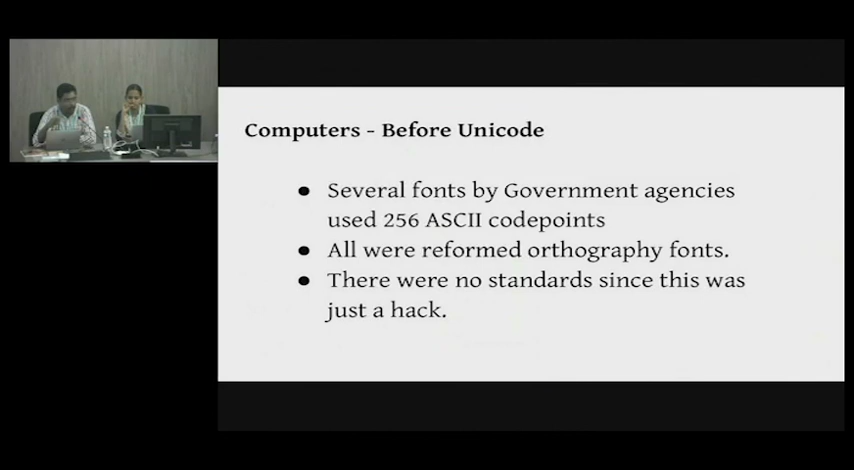 Computers - Before Unicode
● Several fonts by Government agencies
used 256 ASCII codepoints
● All were reformed orthography fonts.
● There were no standards since this was
just a hack.